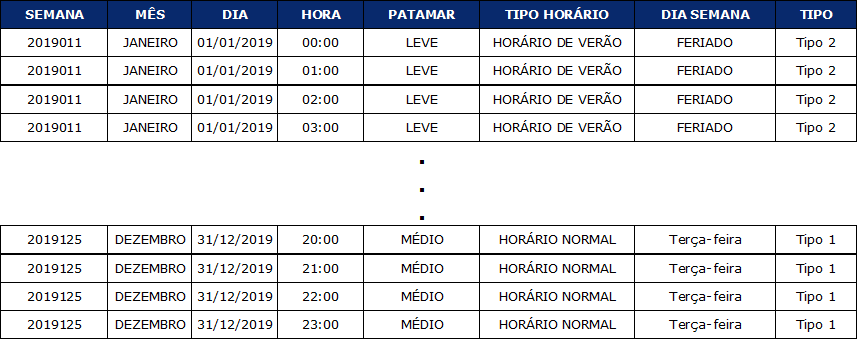 SEMANA MÊS DIA HORA PATAMAR TIPO HORÁRIO DIA SEMANA TIPO
2019011 JANEIRO 01/01/2019 00:00 LEVE HORÁRIO DE VERÃO FERIADO Tipo 2
2019011 JANEIRO 01/01/2019 01:00 LEVE HORÁRIO DE VERÃO FERIADO Tipo 2
2019011 JANEIRO 01/01/2019 02:00 LEVE HORÁRIO DE VERÃO FERIADO Tipo 2
2019011 JANEIRO 01/01/2019 03:00 LEVE HORÁRIO DE VERÃO FERIADO Tipo 2
.
.
.
2019125 DEZEMBRO 31/12/2019 20:00 MÉDIO HORÁRIO NORMAL Terça-feira Tipo 1
2019125 DEZEMBRO 31/12/2019 21:00 MÉDIO HORÁRIO NORMAL Terça-feira Tipo 1
2019125 DEZEMBRO 31/12/2019 22:00 MÉDIO HORÁRIO NORMAL Terça-feira Tipo 1
2019125 DEZEMBRO 31/12/2019 23:00 MÉDIO HORÁRIO NORMAL Terça-feira Tipo 1